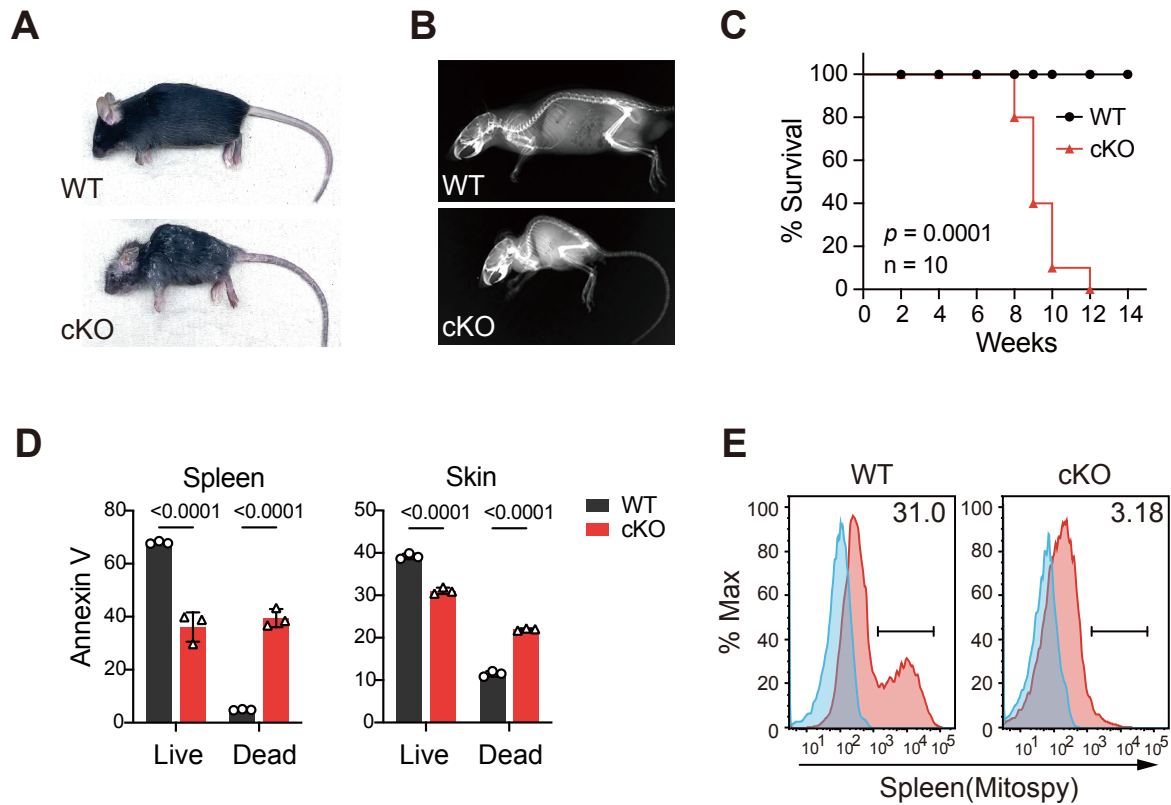 A
WT
cKO
B
WT
cKO
C
100
80
60
40
20
0
% Survival
WT
cKO
p = 0.0001
n = 10
0 2 4 6 8 10 12 14
Weeks
D
Spleen
<0.0001 <0.0001
80
60
40
20
0
Annexin V
Live Dead
Skin
<0.0001 <0.0001
50
40
30
20
10
0
Live Dead
WT
cKO
E
WT
31.0
100
80
60
40
20
0
% Max
10¹ 10² 10³ 10⁴ 10⁵
cKO
3.18
100
80
60
40
20
0
10¹ 10² 10³ 10⁴ 10⁵
Spleen(Mitospy)